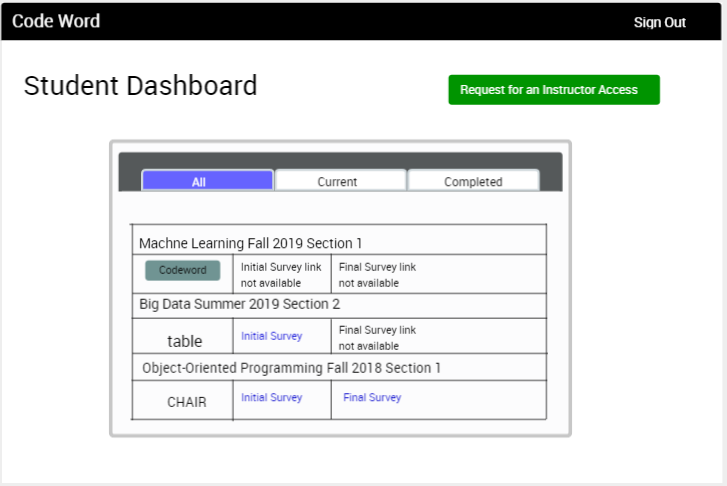 Code Word
Sign Out
Student Dashboard
Request for an Instructor Access
All
Current
Completed
Machne Learning Fall 2019 Section 1
Codeword
Initial Survey link
not available
Final Survey link
not available
Big Data Summer 2019 Section 2
table
Initial Survey
Final Survey link
not available
Object-Oriented Programming Fall 2018 Section 1
CHAIR
Initial Survey
Final Survey